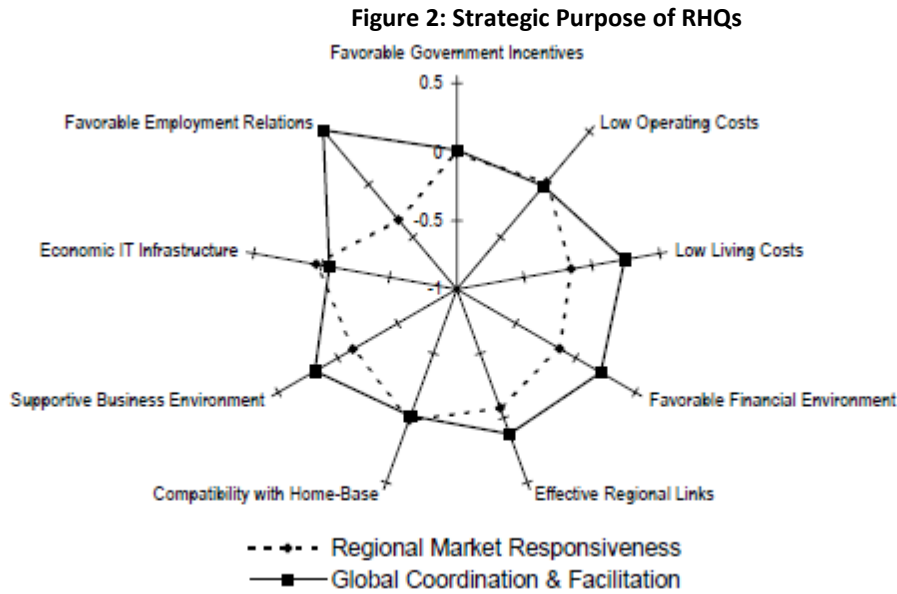 Figure 2: Strategic Purpose of RHQs
Favorable Government Incentives
0.5
Favorable Employment Relations
Low Operating Costs
0
-0.5
Economic IT Infrastructure
Low Living Costs
-1
Supportive Business Environment
Favorable Financial Environment
Compatibility with Home-Base
Effective Regional Links
Regional Market Responsiveness
Global Coordination & Facilitation